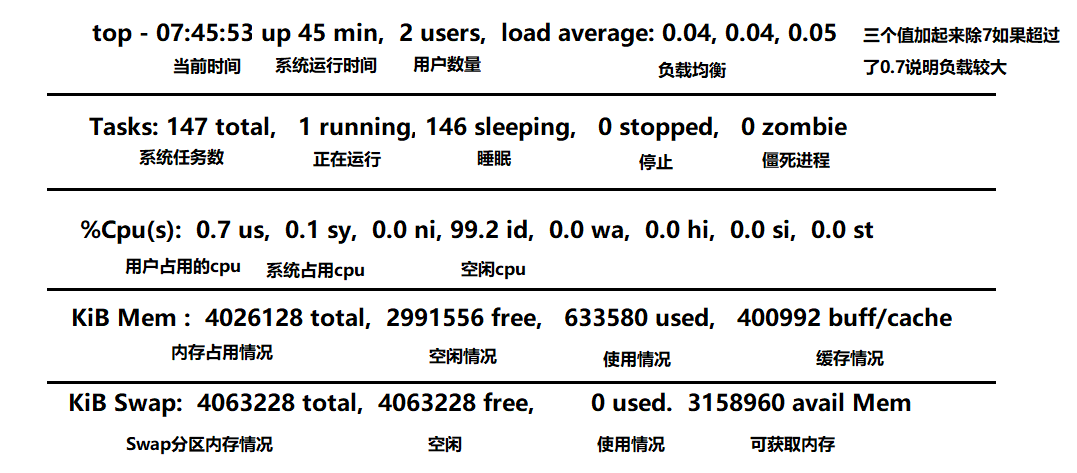 top - 07:45:53 up 45 min, 2 users, load average: 0.04, 0.04, 0.05 三个值加起来除7如果超过
当前时间 系统运行时间 用户数量 负载均衡 了0.7说明负载较大
Tasks: 147 total, 1 running, 146 sleeping, 0 stopped, 0 zombie
系统任务数 正在运行 睡眠 停止 僵死进程
%Cpu(s): 0.7 us, 0.1 sy, 0.0 ni, 99.2 id, 0.0 wa, 0.0 hi, 0.0 si, 0.0 st
用户占用的cpu 系统占用cpu 空闲cpu
KiB Mem : 4026128 total, 2991556 free, 633580 used, 400992 buff/cache
内存占用情况 空闲情况 使用情况 缓存情况
KiB Swap: 4063228 total, 4063228 free, 0 used. 3158960 avail Mem
Swap分区内存情况 空闲 使用情况 可获取内存